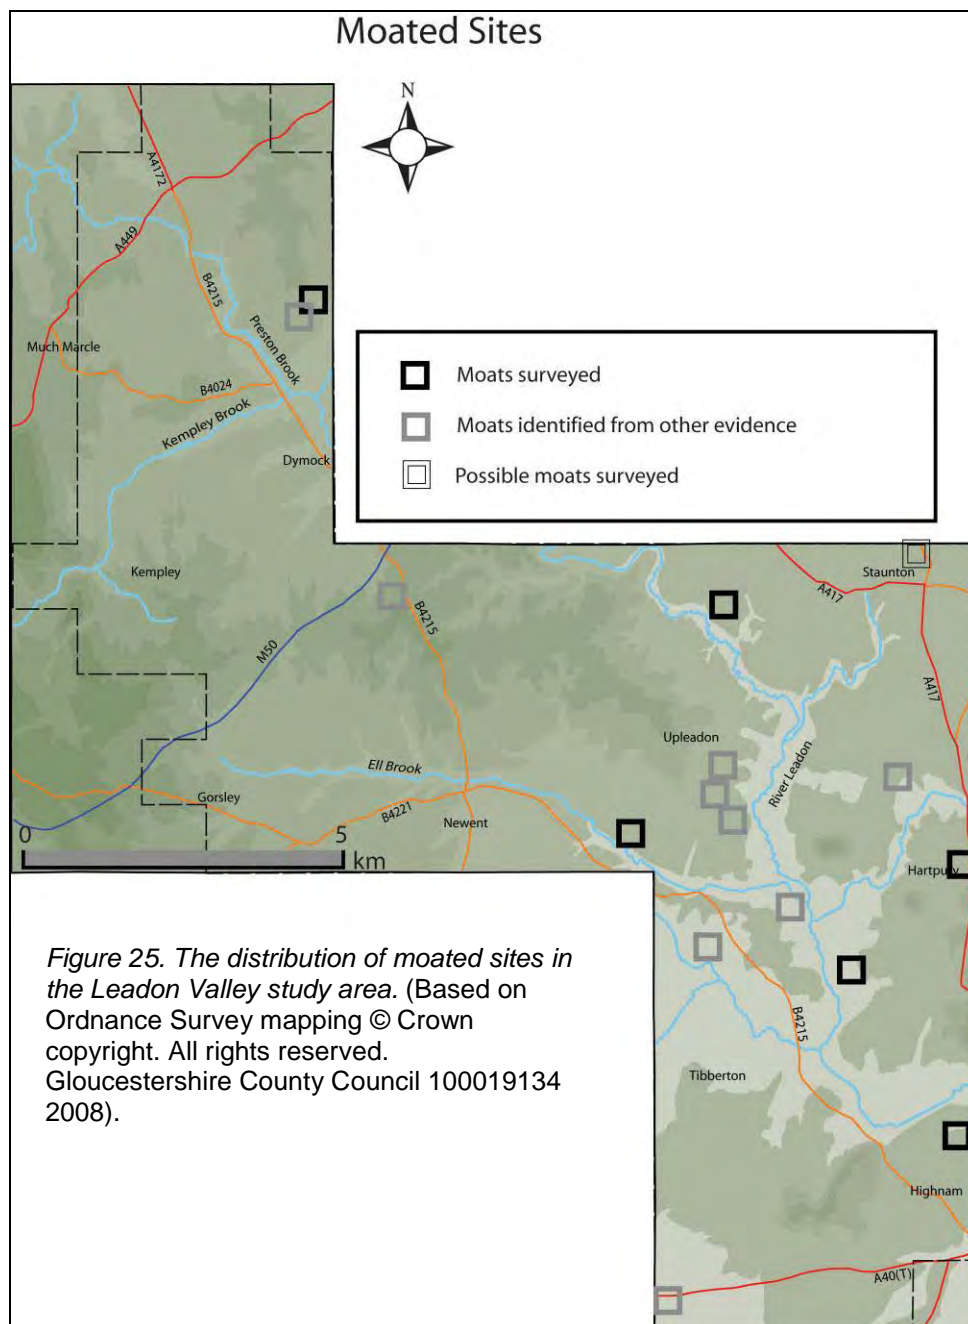 Moated Sites
N
A4172
A449
B4215
Preston Brook
Much Marcle
B4024
Kempley Brook
Dymock
Moats surveyed
Moats identified from other evidence
Possible moats surveyed
Kempley
Staunton
A417
B4215
M50
A417
Upleadon
River Leadon
Ell Brook
Gorsley
B4221
Newent
0
5
km
Hartpury
Figure 25. The distribution of moated sites in
the Leadon Valley study area. (Based on
Ordnance Survey mapping © Crown
copyright. All rights reserved.
Gloucestershire County Council 100019134
2008).
B4215
Tibberton
Highnam
A40(T)